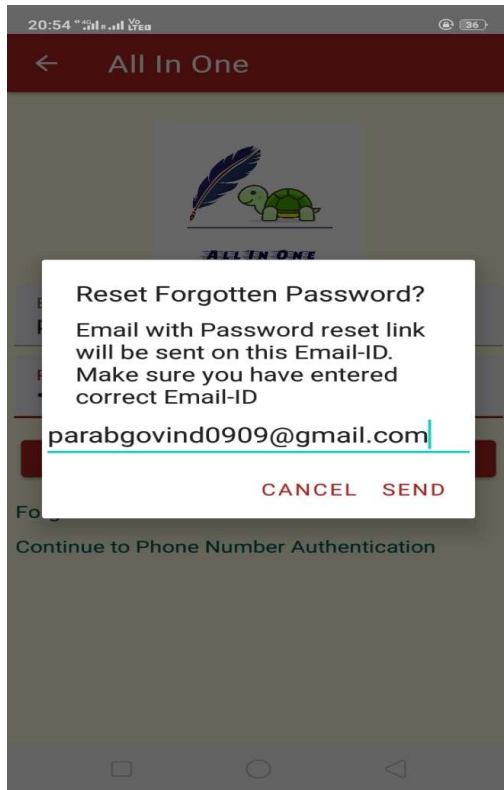 20:54
36
All In One
ALL IN ONE
Reset Forgotten Password?
Email with Password reset link
will be sent on this Email-ID.
Make sure you have entered
correct Email-ID
parabgovind0909@gmail.com
CANCEL SEND
Continue to Phone Number Authentication